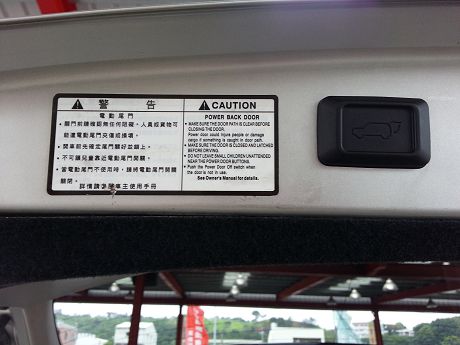 警 告
電動尾門
• 關門前請確認無任何阻礙，人員或貨物可
能遭電動尾門夾傷或損壞。
• 開車前先確定尾門關好並鎖上。
• 不可讓兒童靠近電動尾門開關。
• 當電動尾門不使用時，請將電動尾門開關
關閉。
詳情請參閱車主使用手冊
CAUTION
POWER BACK DOOR
• MAKE SURE THE DOOR PATH IS CLEAR BEFORE
CLOSING THE DOOR.
Power door could injure people or damage
cargo if something is caught in door path.
• MAKE SURE THE DOOR IS CLOSED AND LATCHED
BEFORE DRIVING.
• DO NOT LEAVE SMALL CHILDREN UNATTENDED
NEAR THE POWER DOOR BUTTONS.
• Push the Power Door Off switch when
the door is not in use.
See Owner's Manual for details.